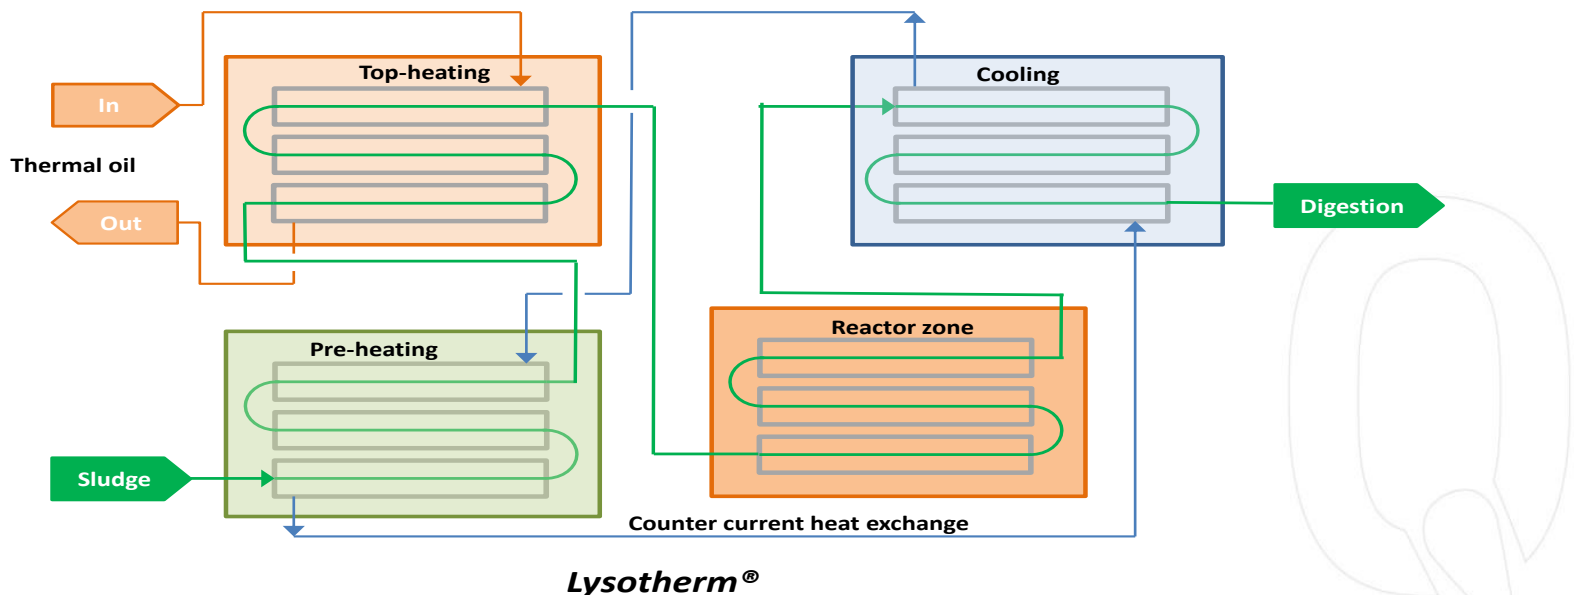 Top-heating
Cooling
In
Thermal oil
Out
Digestion
Reactor zone
Pre-heating
Sludge
Counter current heat exchange
Lysotherm®
Q